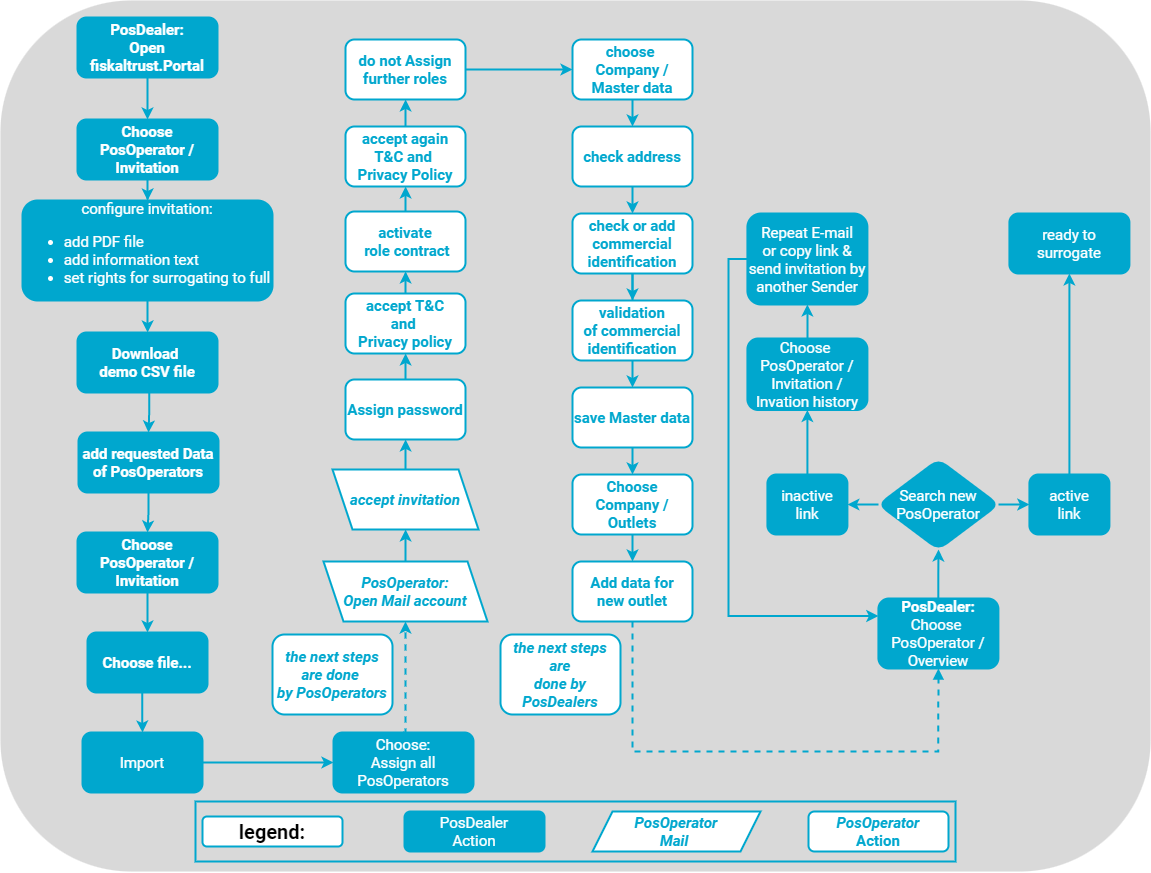 PosDealer:
Open
fiskaltrust.Portal
Choose
PosOperator /
Invitation
configure invitation:
• add PDF file
• add information text
• set rights for surrogating to full
Download
demo CSV file
add requested Data
of PosOperators
Choose
PosOperator /
Invitation
Choose file...
Import
Choose:
Assign all
PosOperators
the next steps
are done
by PosOperators
PosOperator:
Open Mail account
accept invitation
Assign password
accept T&C
and
Privacy policy
activate
role contract
accept again
T&C and
Privacy Policy
do not Assign
further roles
choose
Company /
Master data
check address
check or add
commercial
identification
validation
of commercial
identification
save Master data
Choose
Company /
Outlets
Add data for
new outlet
the next steps
are
done by
PosDealers
PosDealer:
Choose
PosOperator /
Overview
Search new
PosOperator
inactive
link
Choose
PosOperator /
Invitation /
Invation history
Repeat E-mail
or copy link &
send invitation by
another Sender
active
link
ready to
surrogate
legend:
PosDealer
Action
PosOperator
Mail
PosOperator
Action